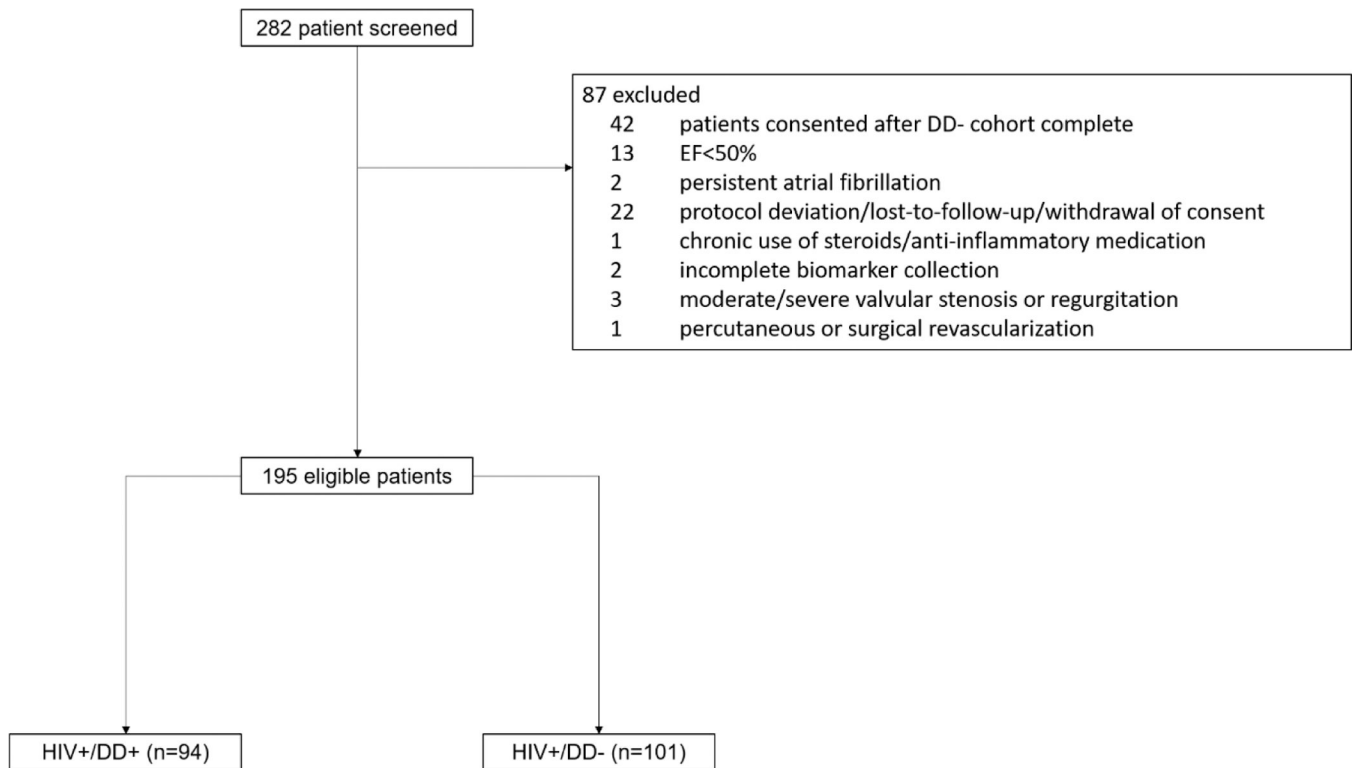 282 patient screened
87 excluded
42 patients consented after DD- cohort complete
13 EF<50%
2 persistent atrial fibrillation
22 protocol deviation/lost-to-follow-up/withdrawal of consent
1 chronic use of steroids/anti-inflammatory medication
2 incomplete biomarker collection
3 moderate/severe valvular stenosis or regurgitation
1 percutaneous or surgical revascularization
195 eligible patients
HIV+/DD+ (n=94)
HIV+/DD- (n=101)